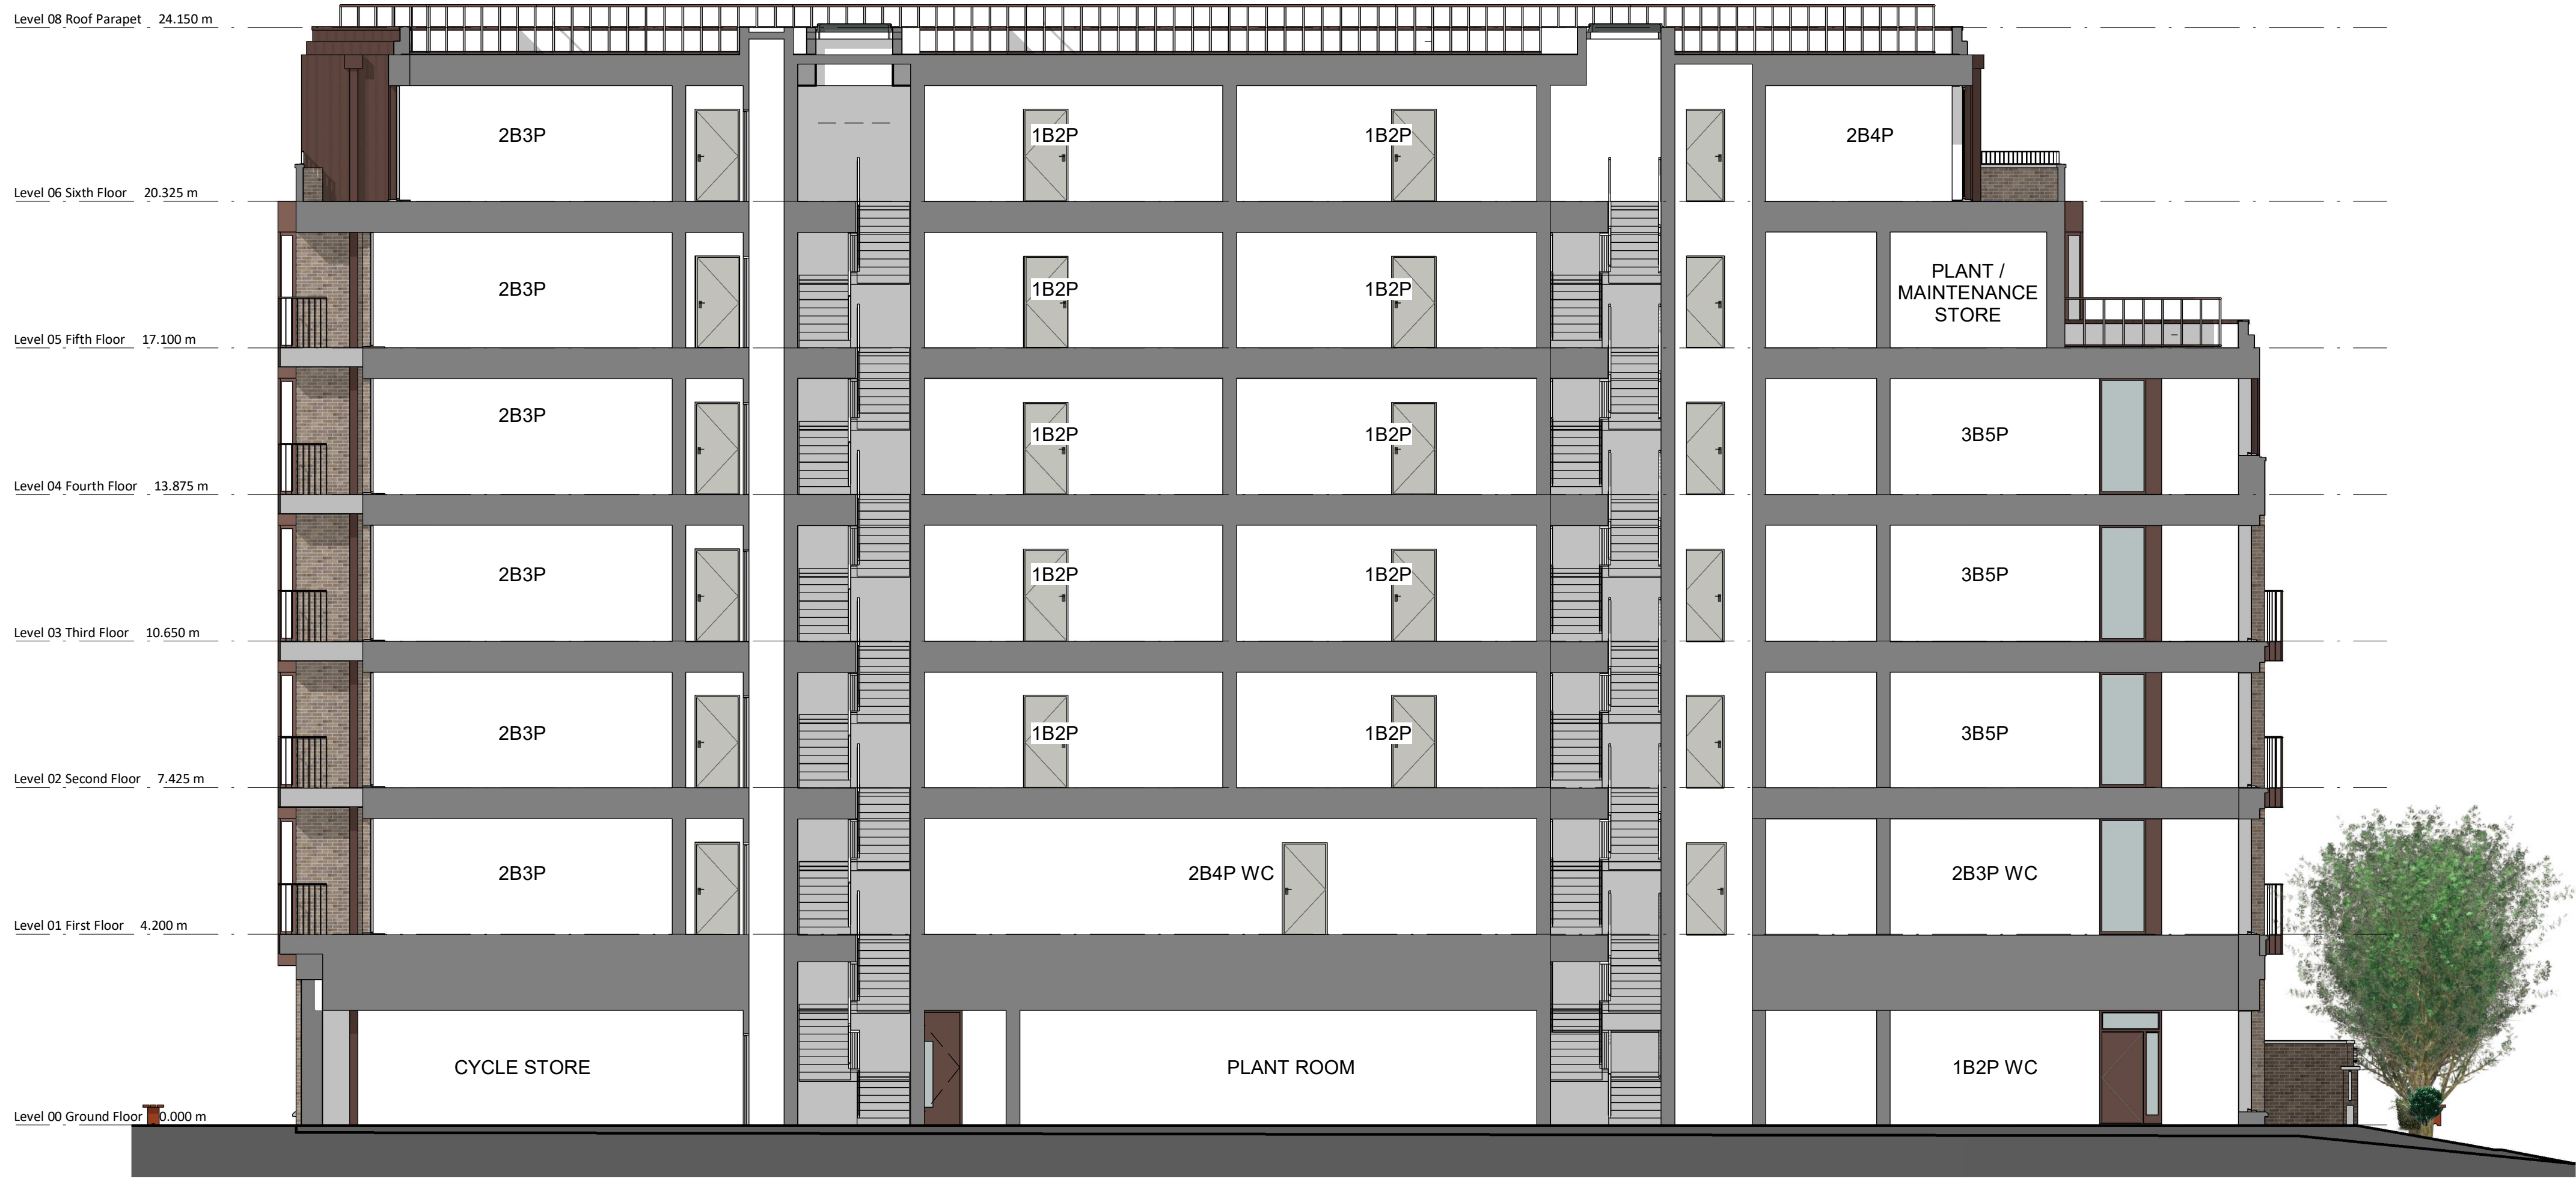 Level 08 Roof Parapet 24.150 m
2B3P 1B2P 1B2P 2B4P
Level 06 Sixth Floor 20.325 m
2B3P 1B2P 1B2P
PLANT /
MAINTENANCE
STORE
Level 05 Fifth Floor 17.100 m
2B3P 1B2P 1B2P 3B5P
Level 04 Fourth Floor 13.875 m
2B3P 1B2P 1B2P 3B5P
Level 03 Third Floor 10.650 m
2B3P 1B2P 1B2P 3B5P
Level 02 Second Floor 7.425 m
2B3P 2B4P WC 2B3P WC
Level 01 First Floor 4.200 m
CYCLE STORE PLANT ROOM 1B2P WC
Level 00 Ground Floor 0.000 m